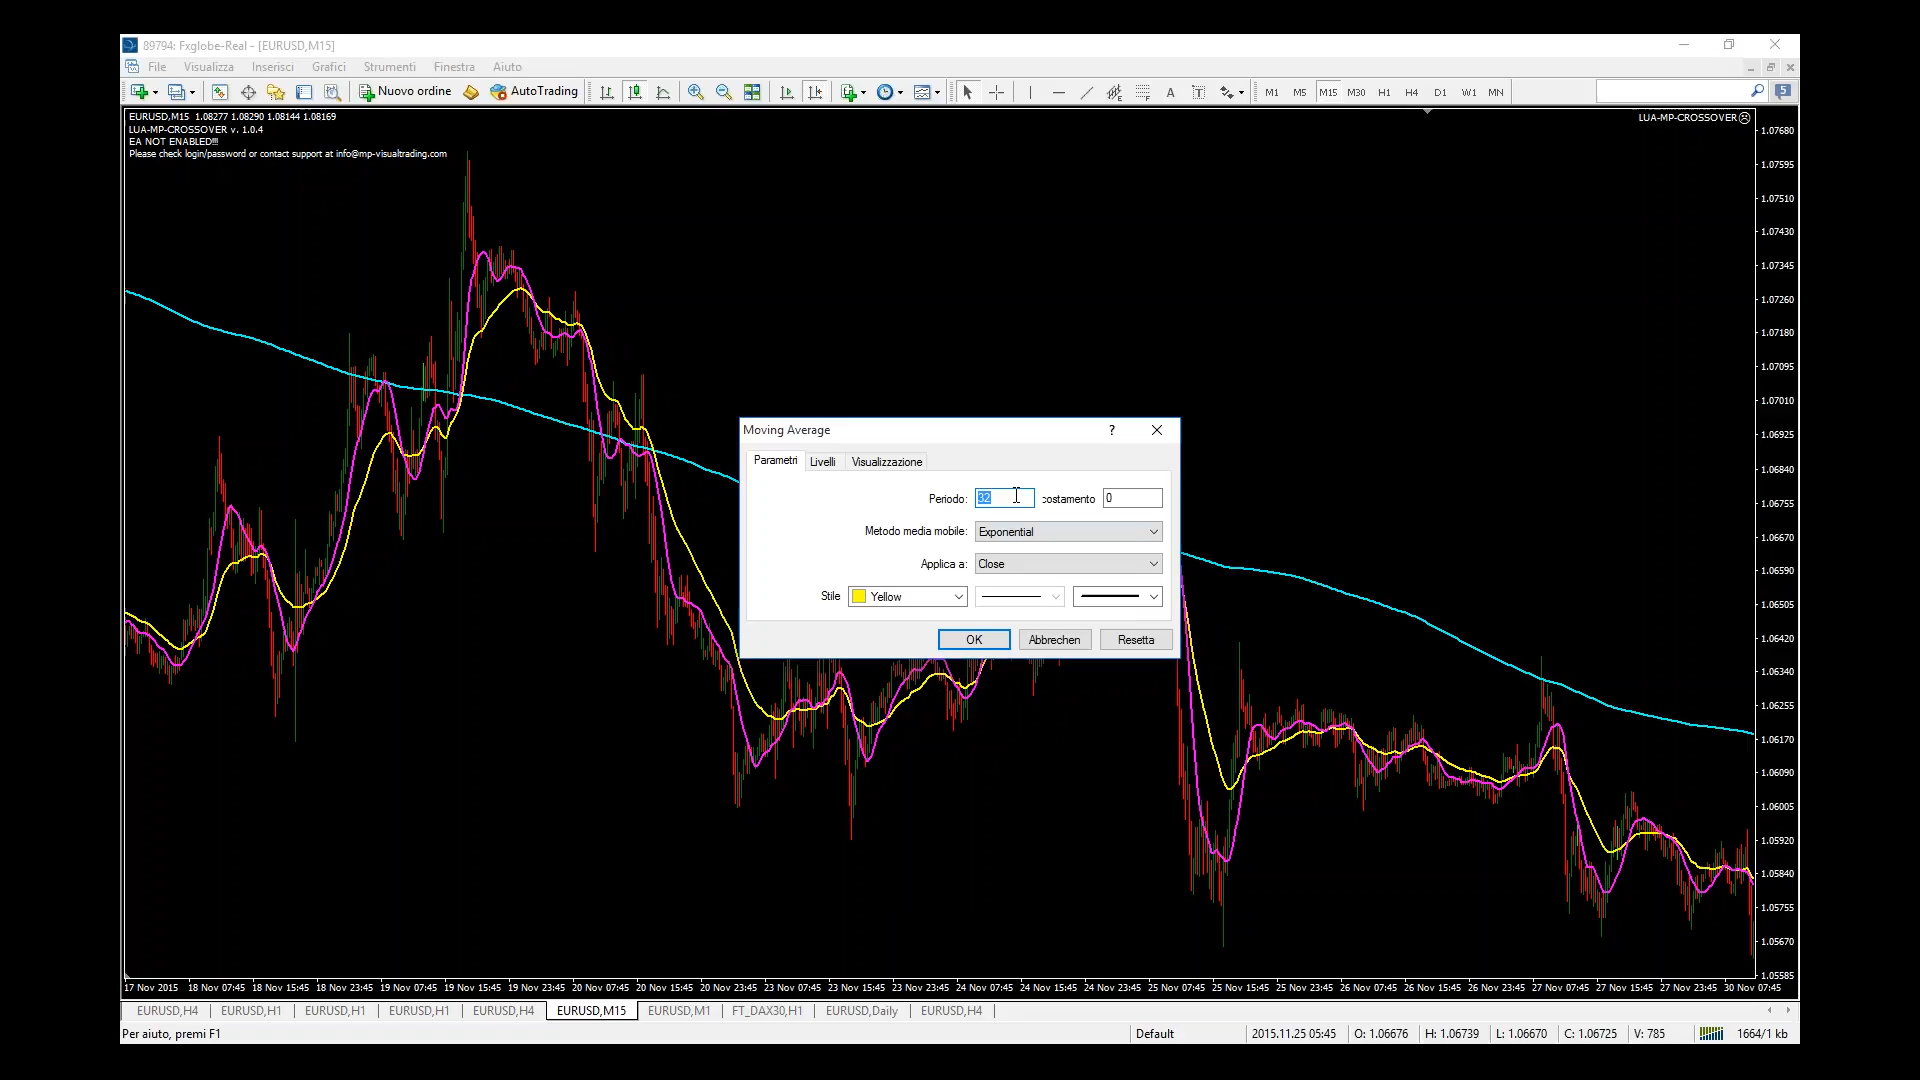 89794: Fxglobe-Real - [EURUSD,M15]
File Visualizza Inserisci Grafici Strumenti Finestra Aiuto
Nuovo ordine AutoTrading M1 M5 M15 M30 H1 H4 D1 W1 MN 5
EURUSD,M15 1.08277 1.08290 1.08144 1.08169
LUA-MP-CROSSOVER
LUA-MP-CROSSOVER v. 1.0.4
EA NOT ENABLED!!!
Please check login/password or contact support at info@mp-visualtrading.com
1.07680
1.07595
1.07510
1.07430
1.07345
1.07260
1.07180
1.07095
1.07010
1.06925
1.06840
1.06755
1.06670
1.06590
1.06505
1.06420
1.06340
1.06255
1.06170
1.06090
1.06005
1.05920
1.05840
1.05755
1.05670
1.05585
Moving Average ?
Parametri Livelli Visualizzazione
Periodo: 32 costamento 0
Metodo media mobile: Exponential
Applica a: Close
Stile Yellow
OK Abbrechen Resetta
17 Nov 2015 18 Nov 07:45 18 Nov 15:45 18 Nov 23:45 19 Nov 07:45 19 Nov 15:45 19 Nov 23:45 20 Nov 07:45 20 Nov 15:45 20 Nov 23:45 23 Nov 07:45 23 Nov 15:45 23 Nov 23:45 24 Nov 07:45 24 Nov 15:45 24 Nov 23:45 25 Nov 07:45 25 Nov 15:45 25 Nov 23:45 26 Nov 07:45 26 Nov 15:45 26 Nov 23:45 27 Nov 07:45 27 Nov 15:45 27 Nov 23:45 30 Nov 07:45
EURUSD,H4 EURUSD,H1 EURUSD,H1 EURUSD,H1 EURUSD,H4 EURUSD,M15 EURUSD,M1 FT_DAX30,H1 EURUSD,Daily EURUSD,H4
Per aiuto, premi F1 Default 2015.11.25 05:45 O: 1.06676 H: 1.06739 L: 1.06670 C: 1.06725 V: 785 1664/1 kb